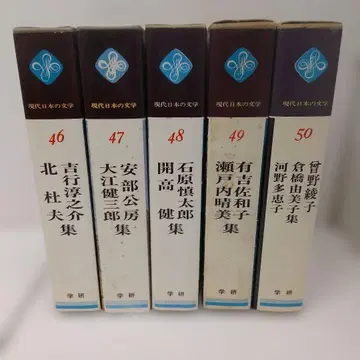 現代日本の文学
46
吉行淳之介
北 杜夫 集
学研
現代日本の文学
47
安部公房
大江健三郎 集
学研
現代日本の文学
48
石原慎太郎
開高 健 集
学研
現代日本の文学
49
有吉佐和子
瀬戸内晴美 集
学研
現代日本の文学
50
曾野綾子
倉橋由美子集
河野多恵子
学研